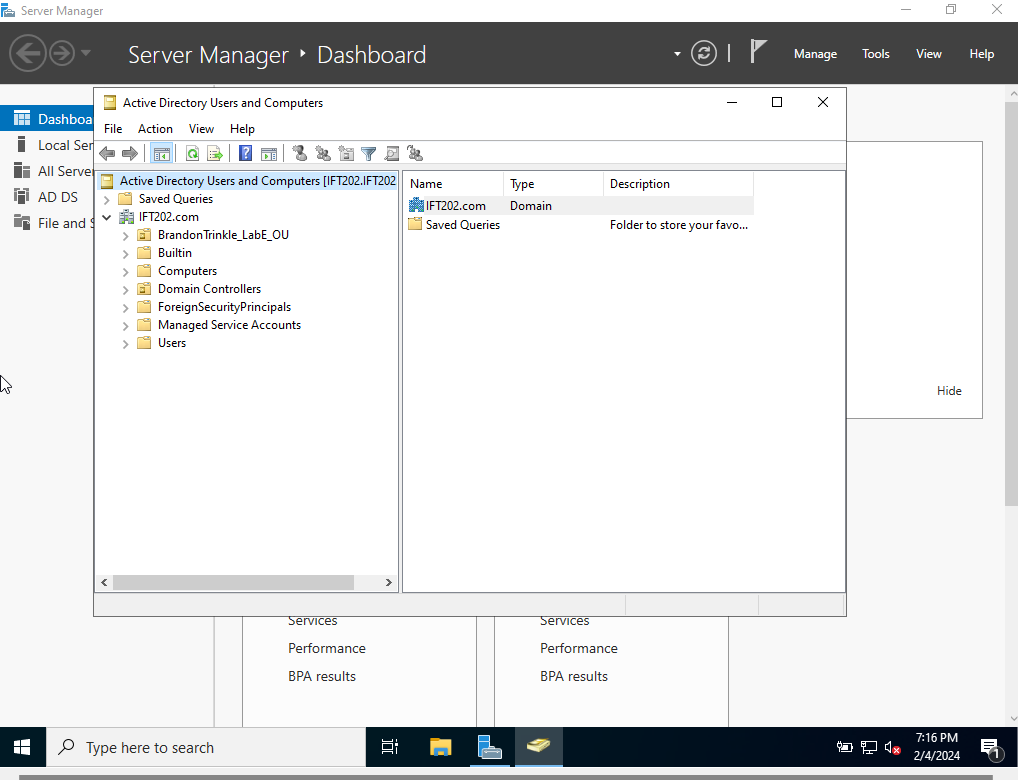 Server Manager
Server Manager ‣ Dashboard
Manage Tools View Help
Dashboa
Local Ser
All Server
AD DS
File and S
Active Directory Users and Computers
File Action View Help
Active Directory Users and Computers [IFT202.IFT202
Saved Queries
IFT202.com
BrandonTrinkle_LabE_OU
Builtin
Computers
Domain Controllers
ForeignSecurityPrincipals
Managed Service Accounts
Users
Name Type Description
IFT202.com Domain
Saved Queries Folder to store your favo...
Hide
Services Services
Performance Performance
BPA results BPA results
Type here to search
7:16 PM
2/4/2024
1